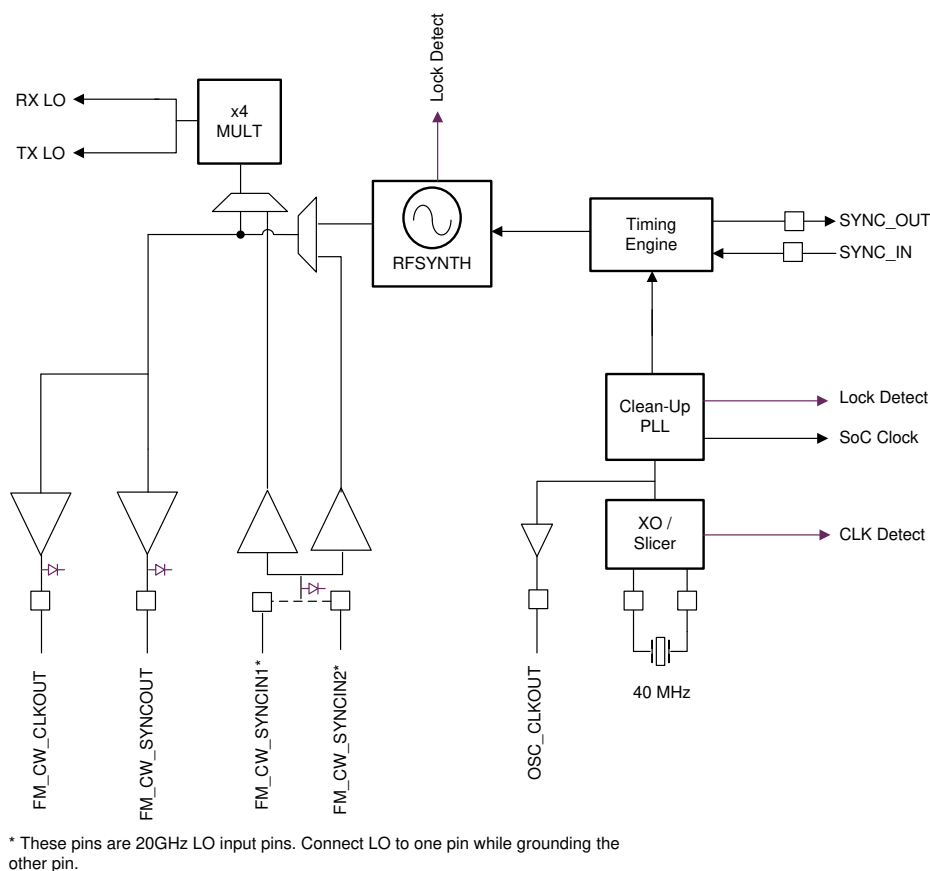 Lock Detect
RX LO
TX LO
x4
MULT
RFSYNTH
Timing
Engine
SYNC_OUT
SYNC_IN
Clean-Up
PLL
Lock Detect
SoC Clock
XO /
Slicer
CLK Detect
40 MHz
FM_CW_CLKOUT
FM_CW_SYNCOUT
FM_CW_SYNCIN1*
FM_CW_SYNCIN2*
OSC_CLKOUT
* These pins are 20GHz LO input pins. Connect LO to one pin while grounding the
other pin.